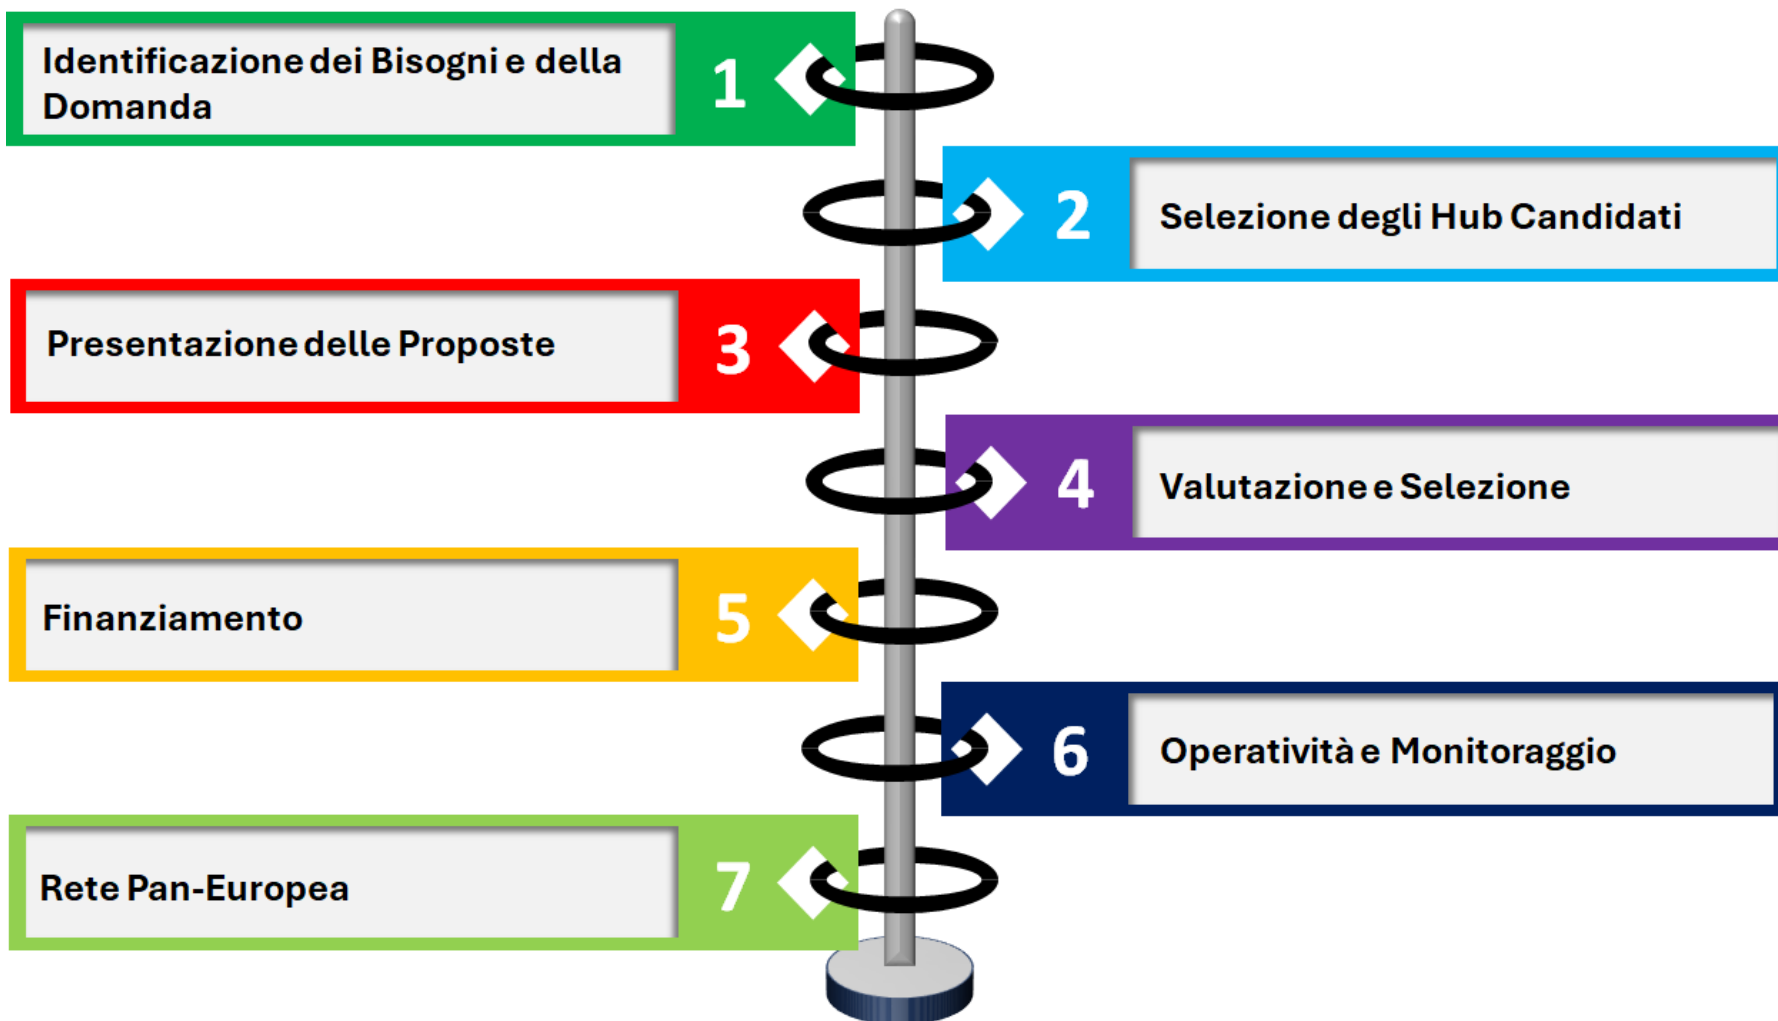 Identificazione dei Bisogni e della
Domanda
1
2
Selezione degli Hub Candidati
Presentazione delle Proposte
3
4
Valutazione e Selezione
Finanziamento
5
6
Operatività e Monitoraggio
Rete Pan-Europea
7